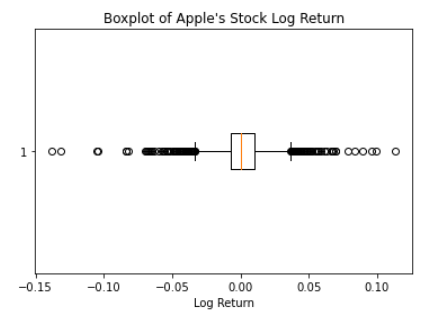 Boxplot of Apple's Stock Log Return
1
−0.15 −0.10 −0.05 0.00 0.05 0.10
Log Return